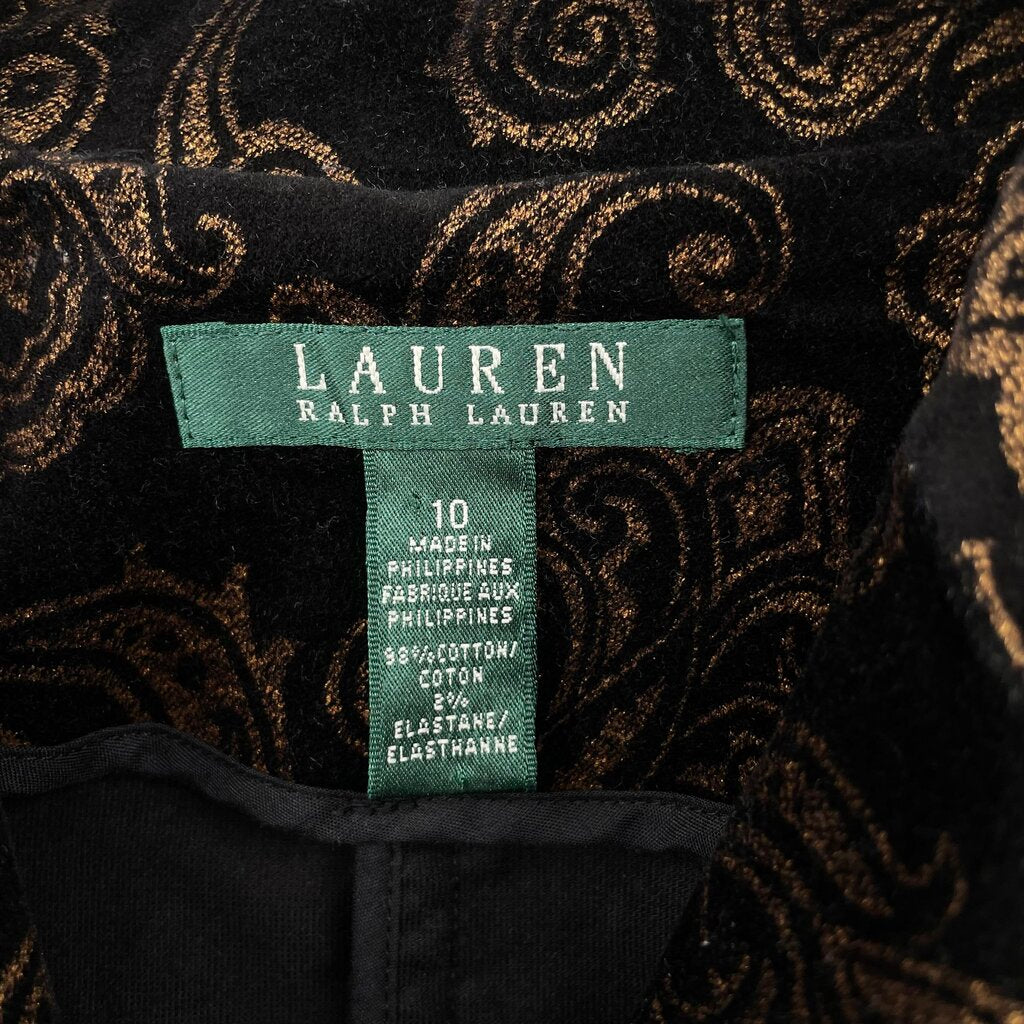 LAUREN
RALPH LAUREN
10
MADE IN
PHILIPPINES
FABRIQUE AUX
PHILIPPINES
98% COTTON/
COTON
2%
ELASTANE/
ELASTHANNE